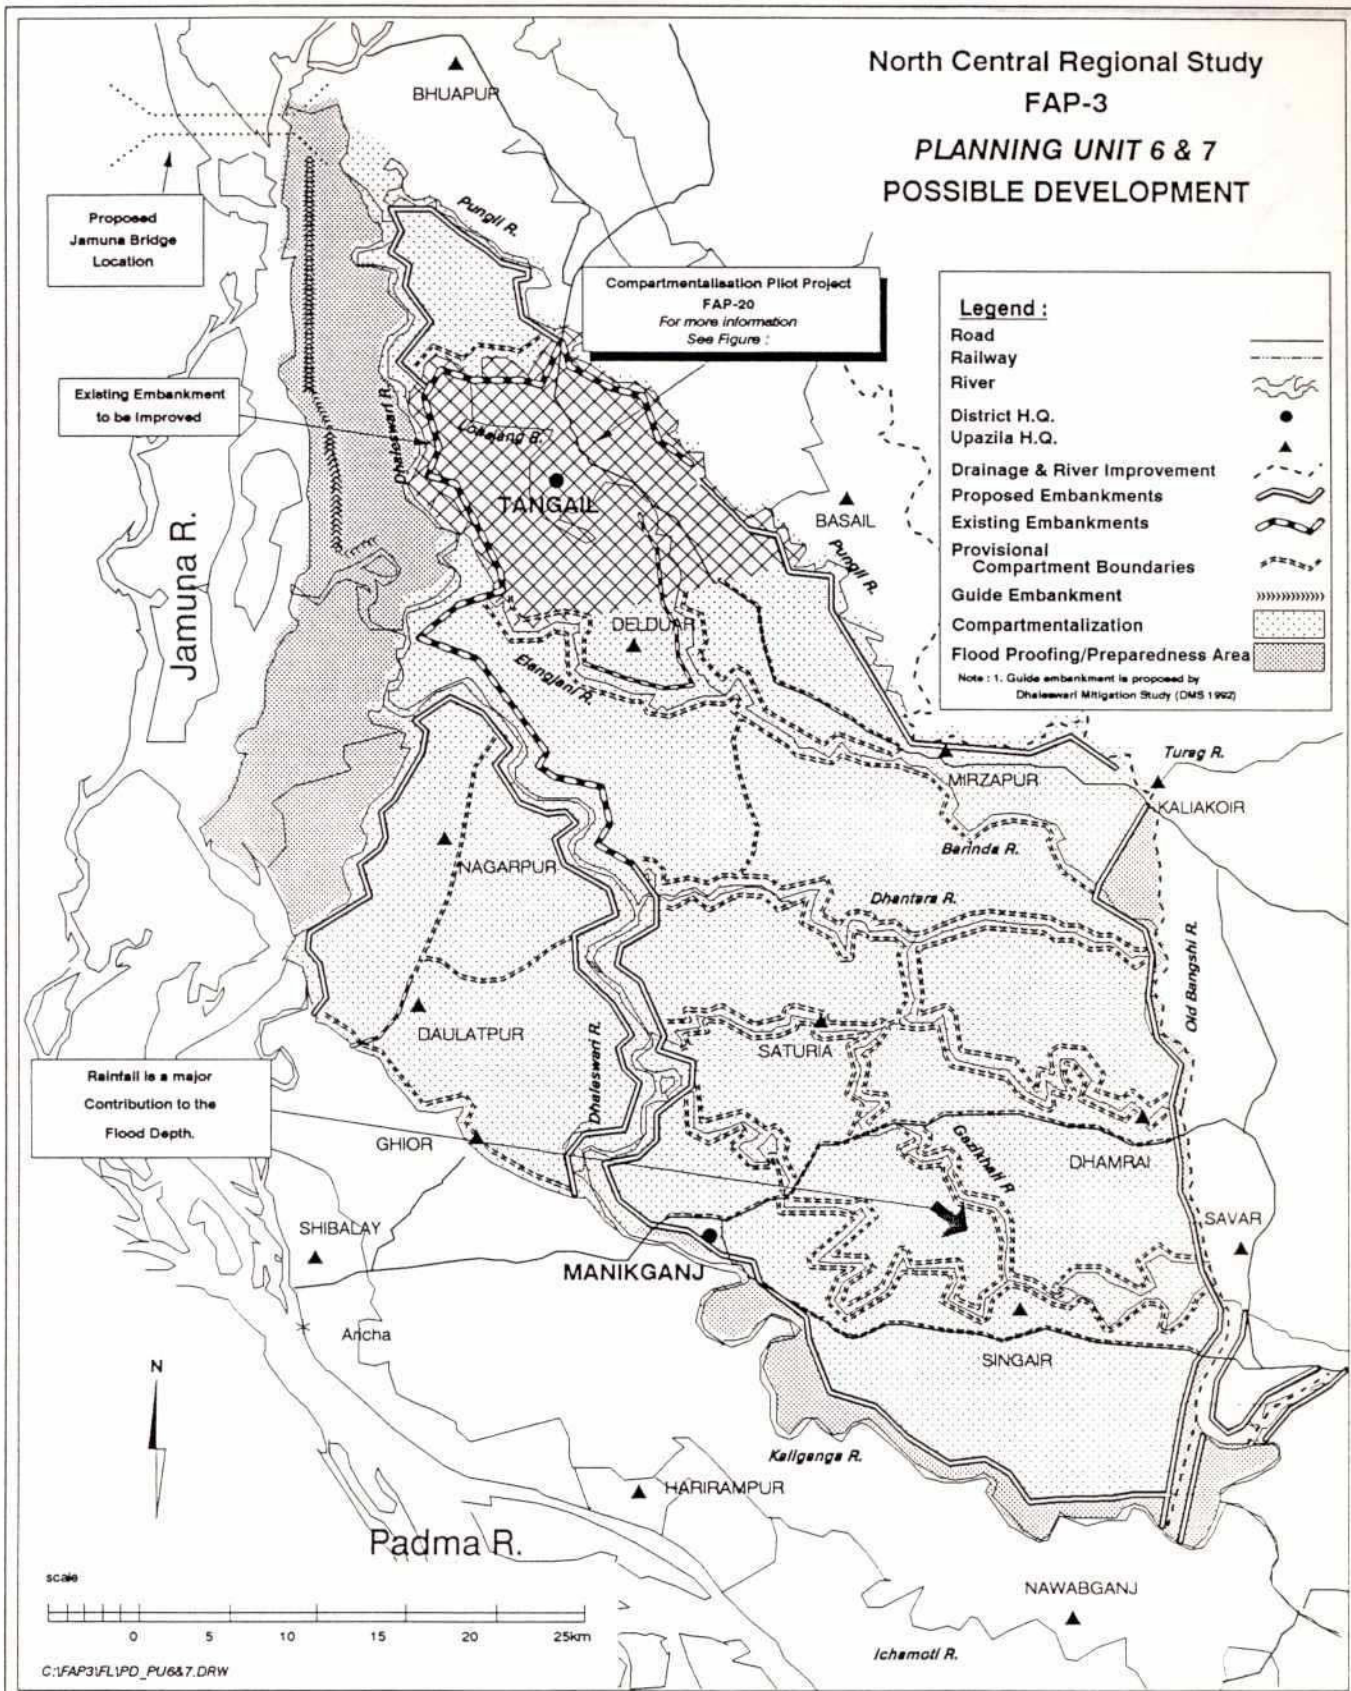 North Central Regional Study
FAP-3
PLANNING UNIT 6 & 7
POSSIBLE DEVELOPMENT
BHUAPUR
Proposed
Jamuna Bridge
Location
Pungli R.
Compartmentalisation Pilot Project
FAP-20
For more information
See Figure :
Legend :
Road
Railway
River
District H.Q.
Upazila H.Q.
Drainage & River Improvement
Proposed Embankments
Existing Embankments
Provisional
Compartment Boundaries
Guide Embankment
Compartmentalization
Flood Proofing/Preparedness Area
Note : 1. Guide embankment is proposed by
Dhaleswari Mitigation Study (DMS 1992)
Existing Embankment
to be Improved
Dhaleswari R.
Lohajang R.
TANGAIL
BASAIL
Pungli R.
Jamuna R.
DELDUAR
Elangjani R.
MIRZAPUR
Turag R.
KALIAKOIR
NAGARPUR
Barinda R.
Dhantara R.
Old Bangshi R.
DAULATPUR
SATURIA
Dhaleswari R.
Rainfall is a major
Contribution to the
Flood Depth.
GHIOR
Gazikhali R
DHAMRAI
SHIBALAY
SAVAR
MANIKGANJ
Aricha
SINGAIR
N
Kaliganga R.
HARIRAMPUR
Padma R.
NAWABGANJ
scale
0 5 10 15 20 25km
Ichamoti R.
C:\FAP3\FL\PD_PU6&7.DRW